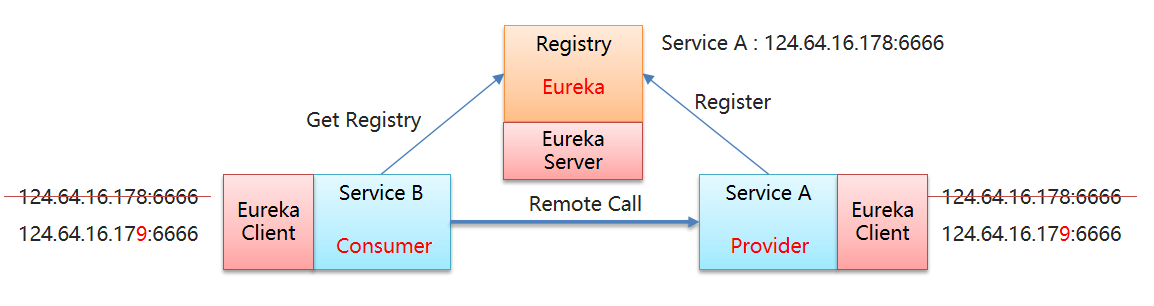 Registry
Eureka
Service A : 124.64.16.178:6666
Get Registry
Register
Eureka
Server
124.64.16.178:6666
124.64.16.179:6666
Eureka
Client
Service B
Consumer
Remote Call
Service A
Provider
Eureka
Client
124.64.16.178:6666
124.64.16.179:6666